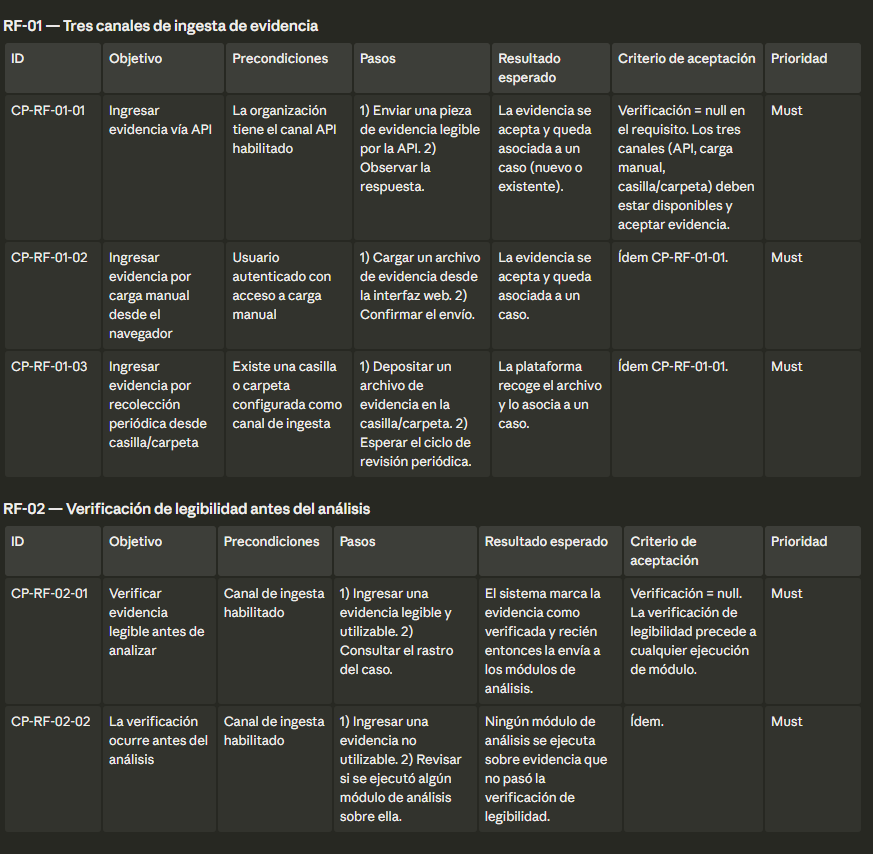 RF-01 — Tres canales de ingesta de evidencia
ID
Objetivo
Precondiciones
Pasos
Resultado
esperado
Criterio de aceptación
Prioridad
CP-RF-01-01
Ingresar
evidencia vía API
La organización
tiene el canal API
habilitado
1) Enviar una pieza
de evidencia legible
por la API. 2)
Observar la
respuesta.
La evidencia se
acepta y queda
asociada a un
caso (nuevo o
existente).
Verificación = null en
el requisito. Los tres
canales (API, carga
manual,
casilla/carpeta) deben
estar disponibles y
aceptar evidencia.
Must
CP-RF-01-02
Ingresar
evidencia por
carga manual
desde el
navegador
Usuario
autenticado con
acceso a carga
manual
1) Cargar un archivo
de evidencia desde
la interfaz web. 2)
Confirmar el envío.
La evidencia se
acepta y queda
asociada a un
caso.
Ídem CP-RF-01-01.
Must
CP-RF-01-03
Ingresar
evidencia por
recolección
periódica desde
casilla/carpeta
Existe una casilla
o carpeta
configurada como
canal de ingesta
1) Depositar un
archivo de
evidencia en la
casilla/carpeta. 2)
Esperar el ciclo de
revisión periódica.
La plataforma
recoge el archivo
y lo asocia a un
caso.
Ídem CP-RF-01-01.
Must
RF-02 — Verificación de legibilidad antes del análisis
ID
Objetivo
Precondiciones
Pasos
Resultado esperado
Criterio de
aceptación
Prioridad
CP-RF-02-01
Verificar
evidencia
legible antes de
analizar
Canal de ingesta
habilitado
1) Ingresar una
evidencia legible y
utilizable. 2)
Consultar el rastro
del caso.
El sistema marca la
evidencia como
verificada y recién
entonces la envía a
los módulos de
análisis.
Verificación = null.
La verificación de
legibilidad precede a
cualquier ejecución
de módulo.
Must
CP-RF-02-02
La verificación
ocurre antes del
análisis
Canal de ingesta
habilitado
1) Ingresar una
evidencia no
utilizable. 2) Revisar
si se ejecutó algún
módulo de análisis
sobre ella.
Ningún módulo de
análisis se ejecuta
sobre evidencia que
no pasó la
verificación de
legibilidad.
Ídem.
Must